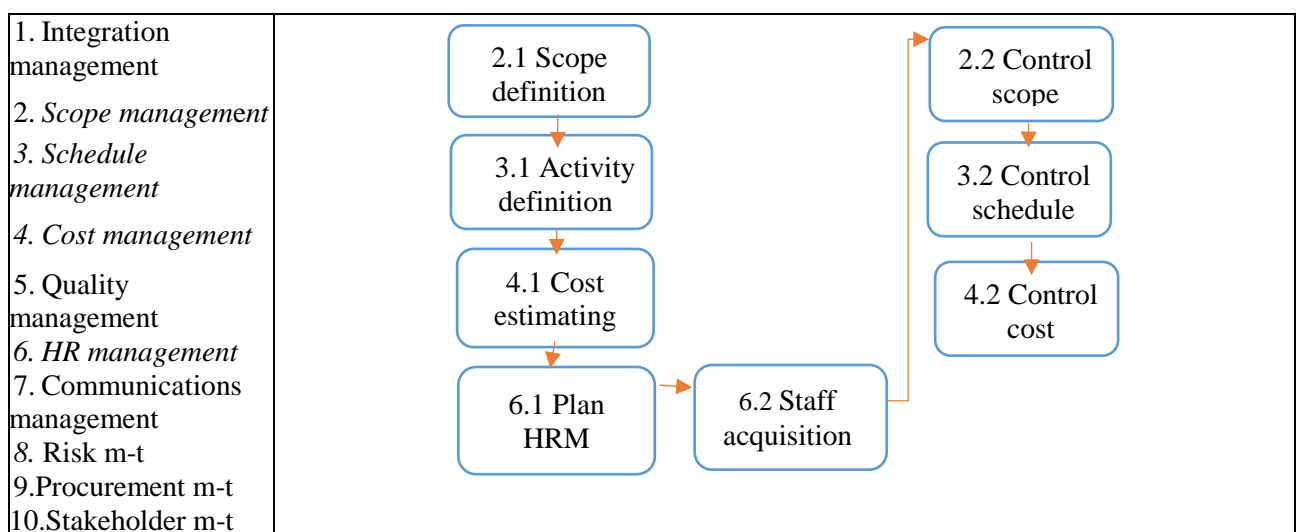 1. Integration
management
2. Scope management
3. Schedule
management
4. Cost management
5. Quality
management
6. HR management
7. Communications
management
8. Risk m-t
9.Procurement m-t
10.Stakeholder m-t
2.1 Scope
definition
3.1 Activity
definition
4.1 Cost
estimating
6.1 Plan
HRM
6.2 Staff
acquisition
2.2 Control
scope
3.2 Control
schedule
4.2 Control
cost